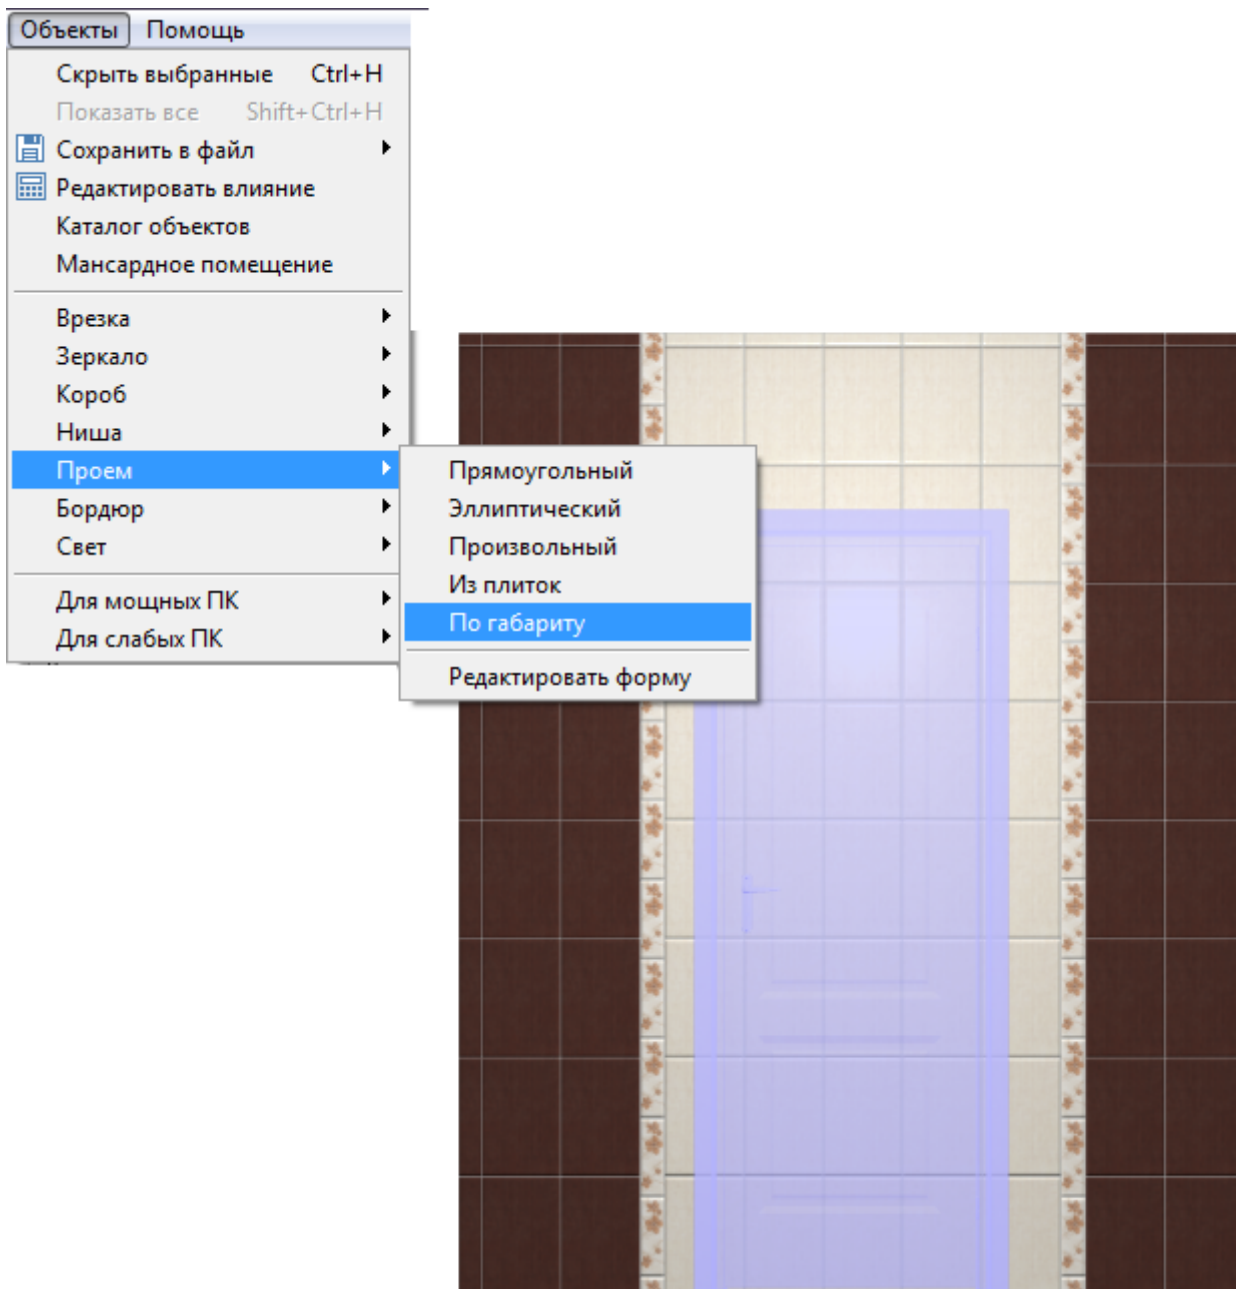 Объекты Помощь
Скрыть выбранные Ctrl+H
Показать все Shift+Ctrl+H
Сохранить в файл
Редактировать влияние
Каталог объектов
Мансардное помещение
Врезка
Зеркало
Короб
Ниша
Проем
Бордюр
Свет
Для мощных ПК
Для слабых ПК
Прямоугольный
Эллиптический
Произвольный
Из плиток
По габариту
Редактировать форму